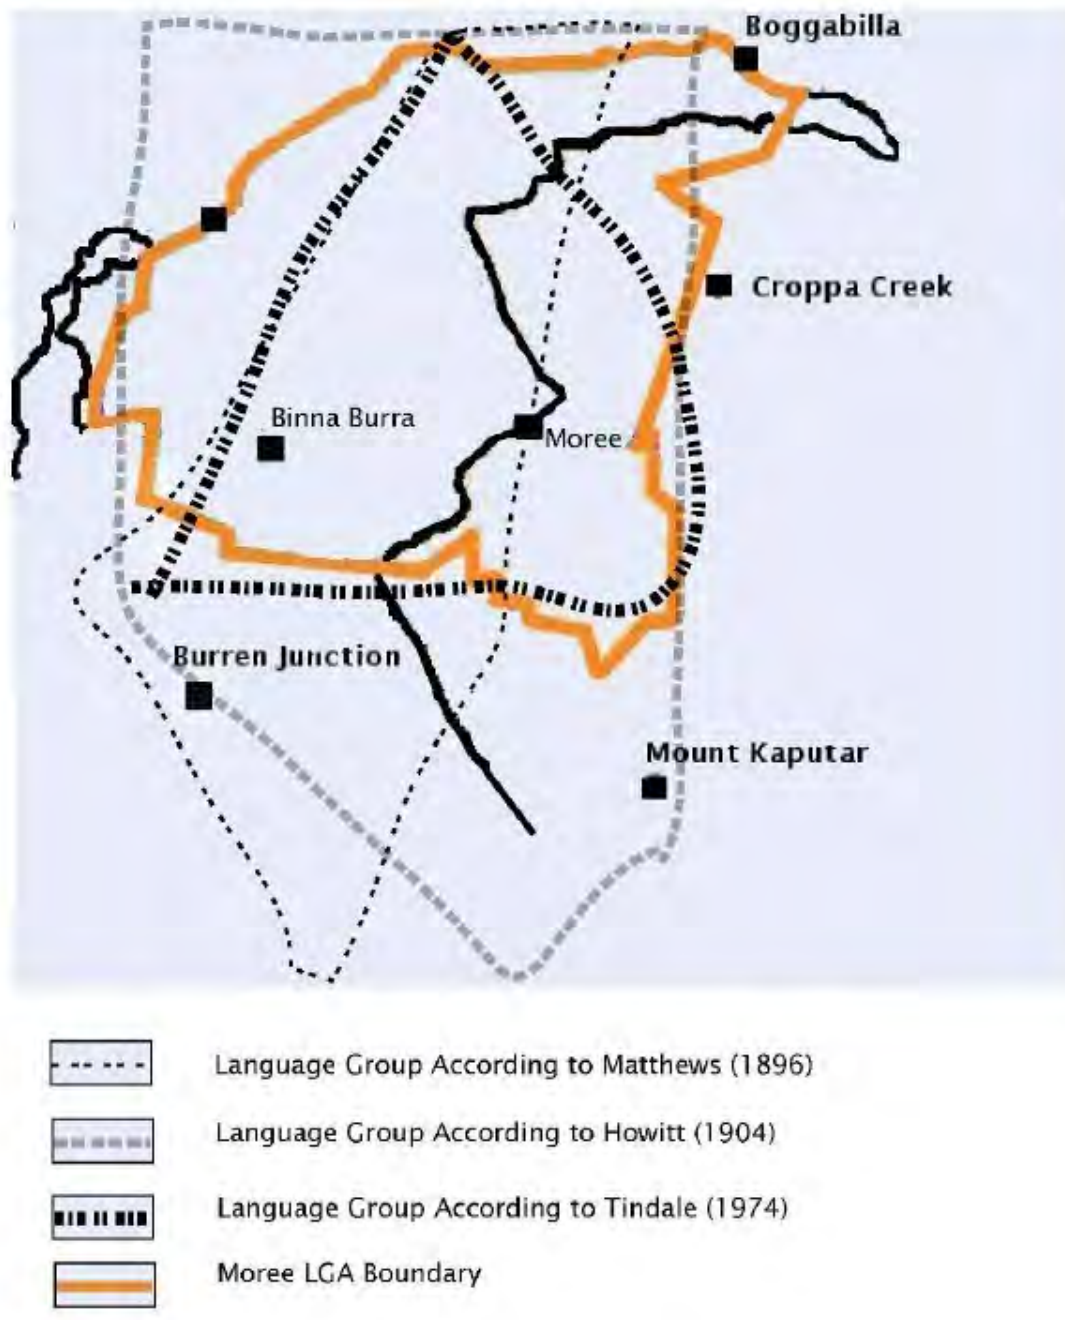 Boggabilla
Croppa Creek
Binna Burra
Moree
Burren Junction
Mount Kaputar
Language Group According to Matthews (1896)
Language Group According to Howitt (1904)
Language Group According to Tindale (1974)
Moree LGA Boundary